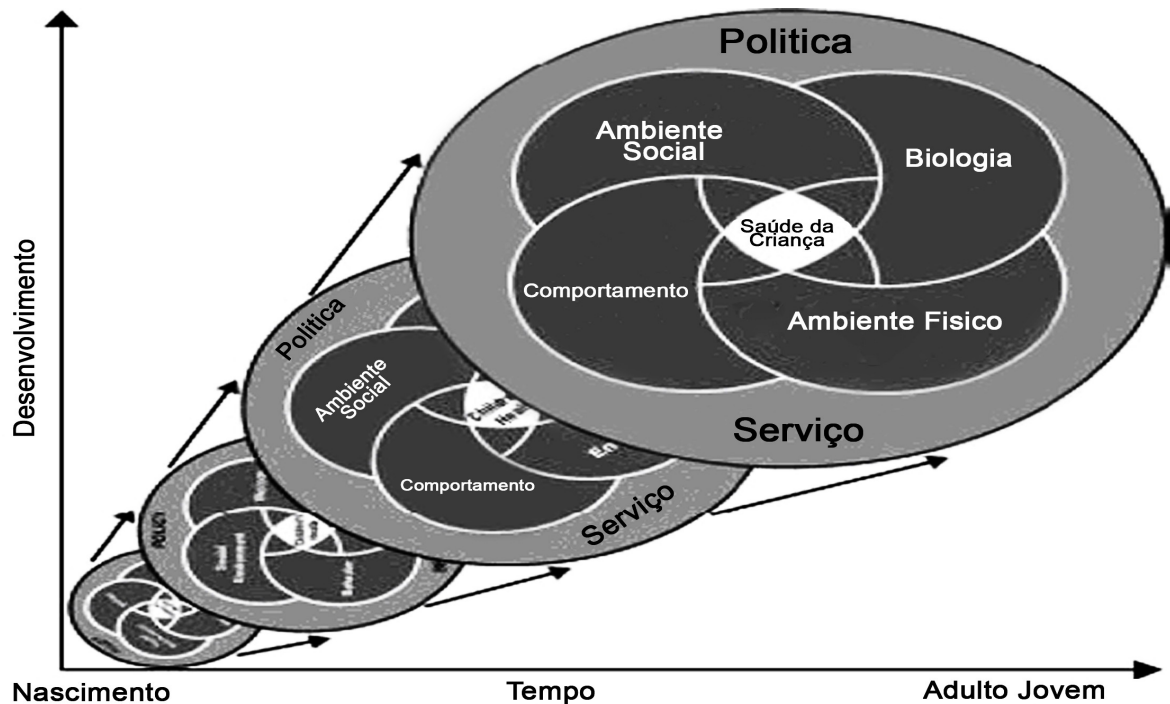 Politica
Ambiente
Social
Biologia
Saúde da
Criança
Comportamento
Ambiente Fisico
Serviço
Politica
Ambiente
Social
Comportamento
En
Serviço
Desenvolvimento
Nascimento
Tempo
Adulto Jovem